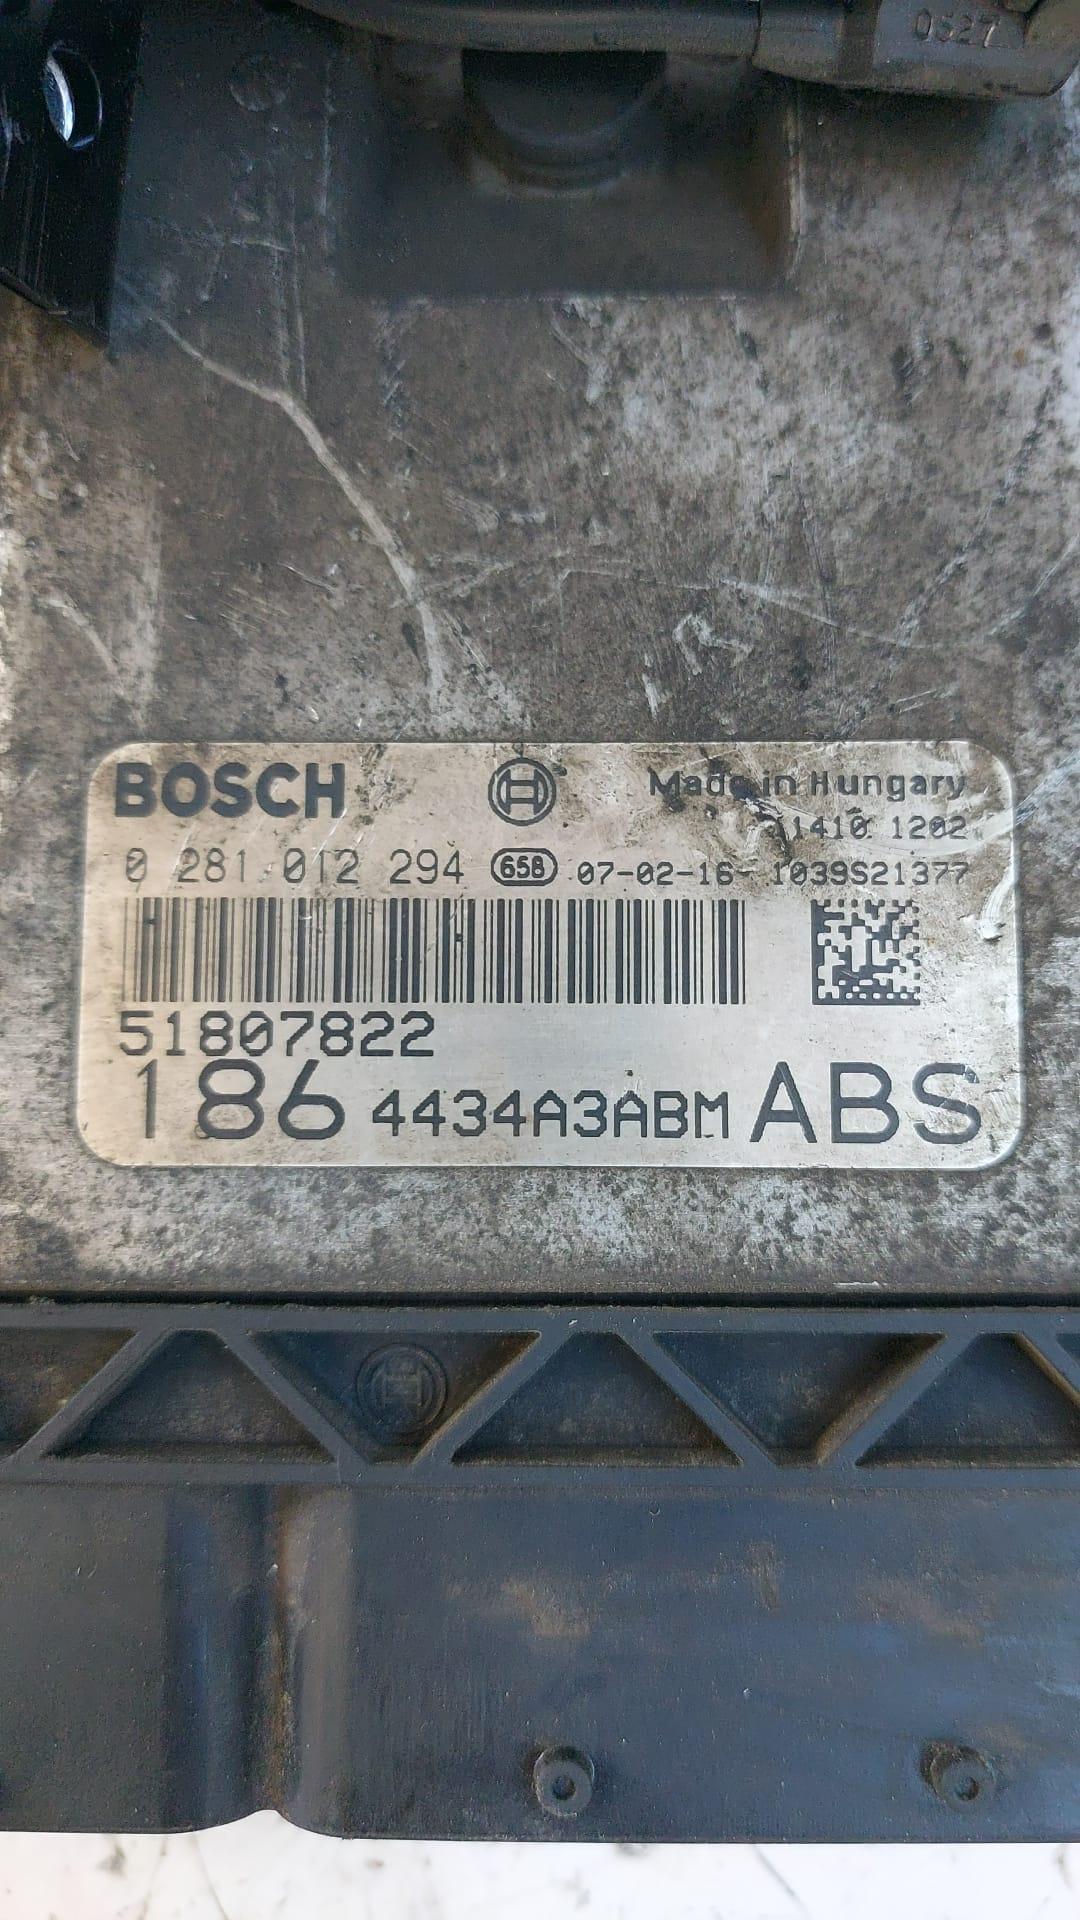 0527
BOSCH Made in Hungary
1410 1202
0 281 012 294 658 07-02-16- 1039S21377
51807822
186 4434A3ABM ABS